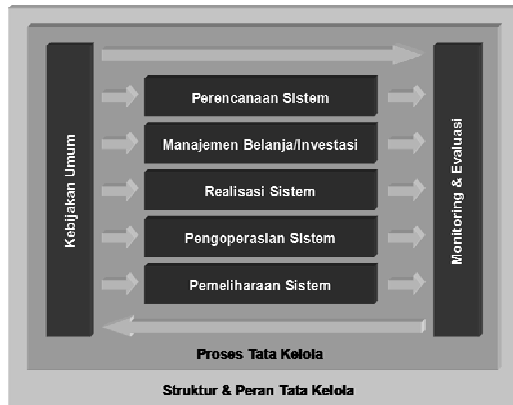 Kebijakan Umum
Perencanaan Sistem
Manajemen Belanja/Investasi
Realisasi Sistem
Pengoperasian Sistem
Pemeliharaan Sistem
Monitoring & Evaluasi
Proses Tata Kelola
Struktur & Peran Tata Kelola